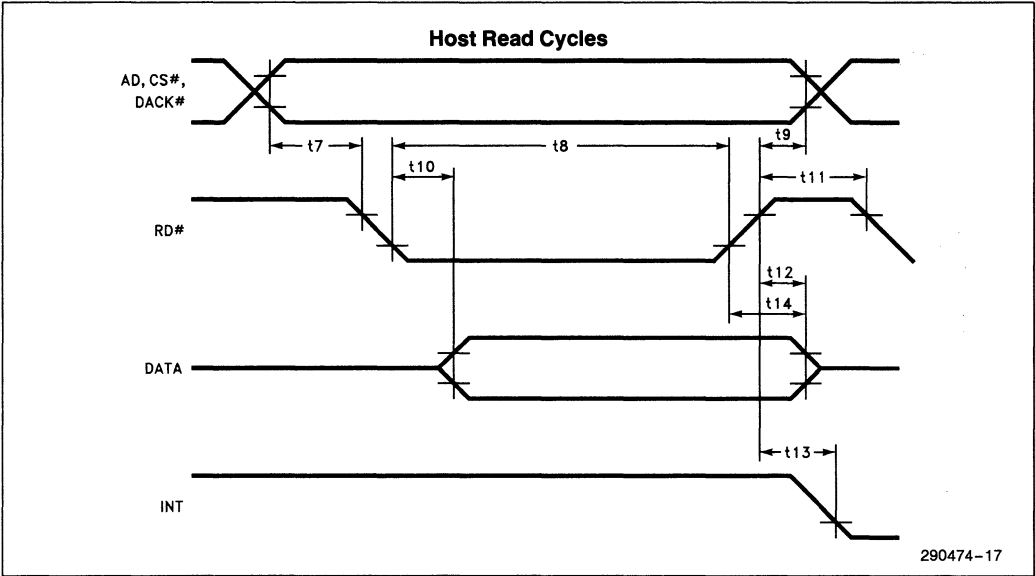 Host Read Cycles
AD, CS#,
DACK#
t7
t8
t9
t10
t11
RD#
t12
t14
DATA
t13
INT
290474-17